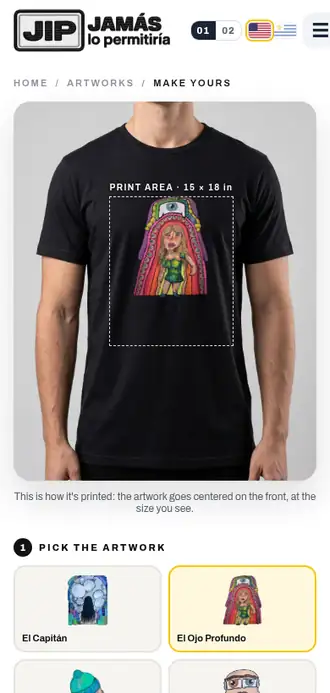 JIP JAMÁS
lo permitiría
01 02
HOME / ARTWORKS / MAKE YOURS
PRINT AREA · 15 × 18 in
This is how it's printed: the artwork goes centered on the front, at the
size you see.
1 PICK THE ARTWORK
El Capitán
El Ojo Profundo